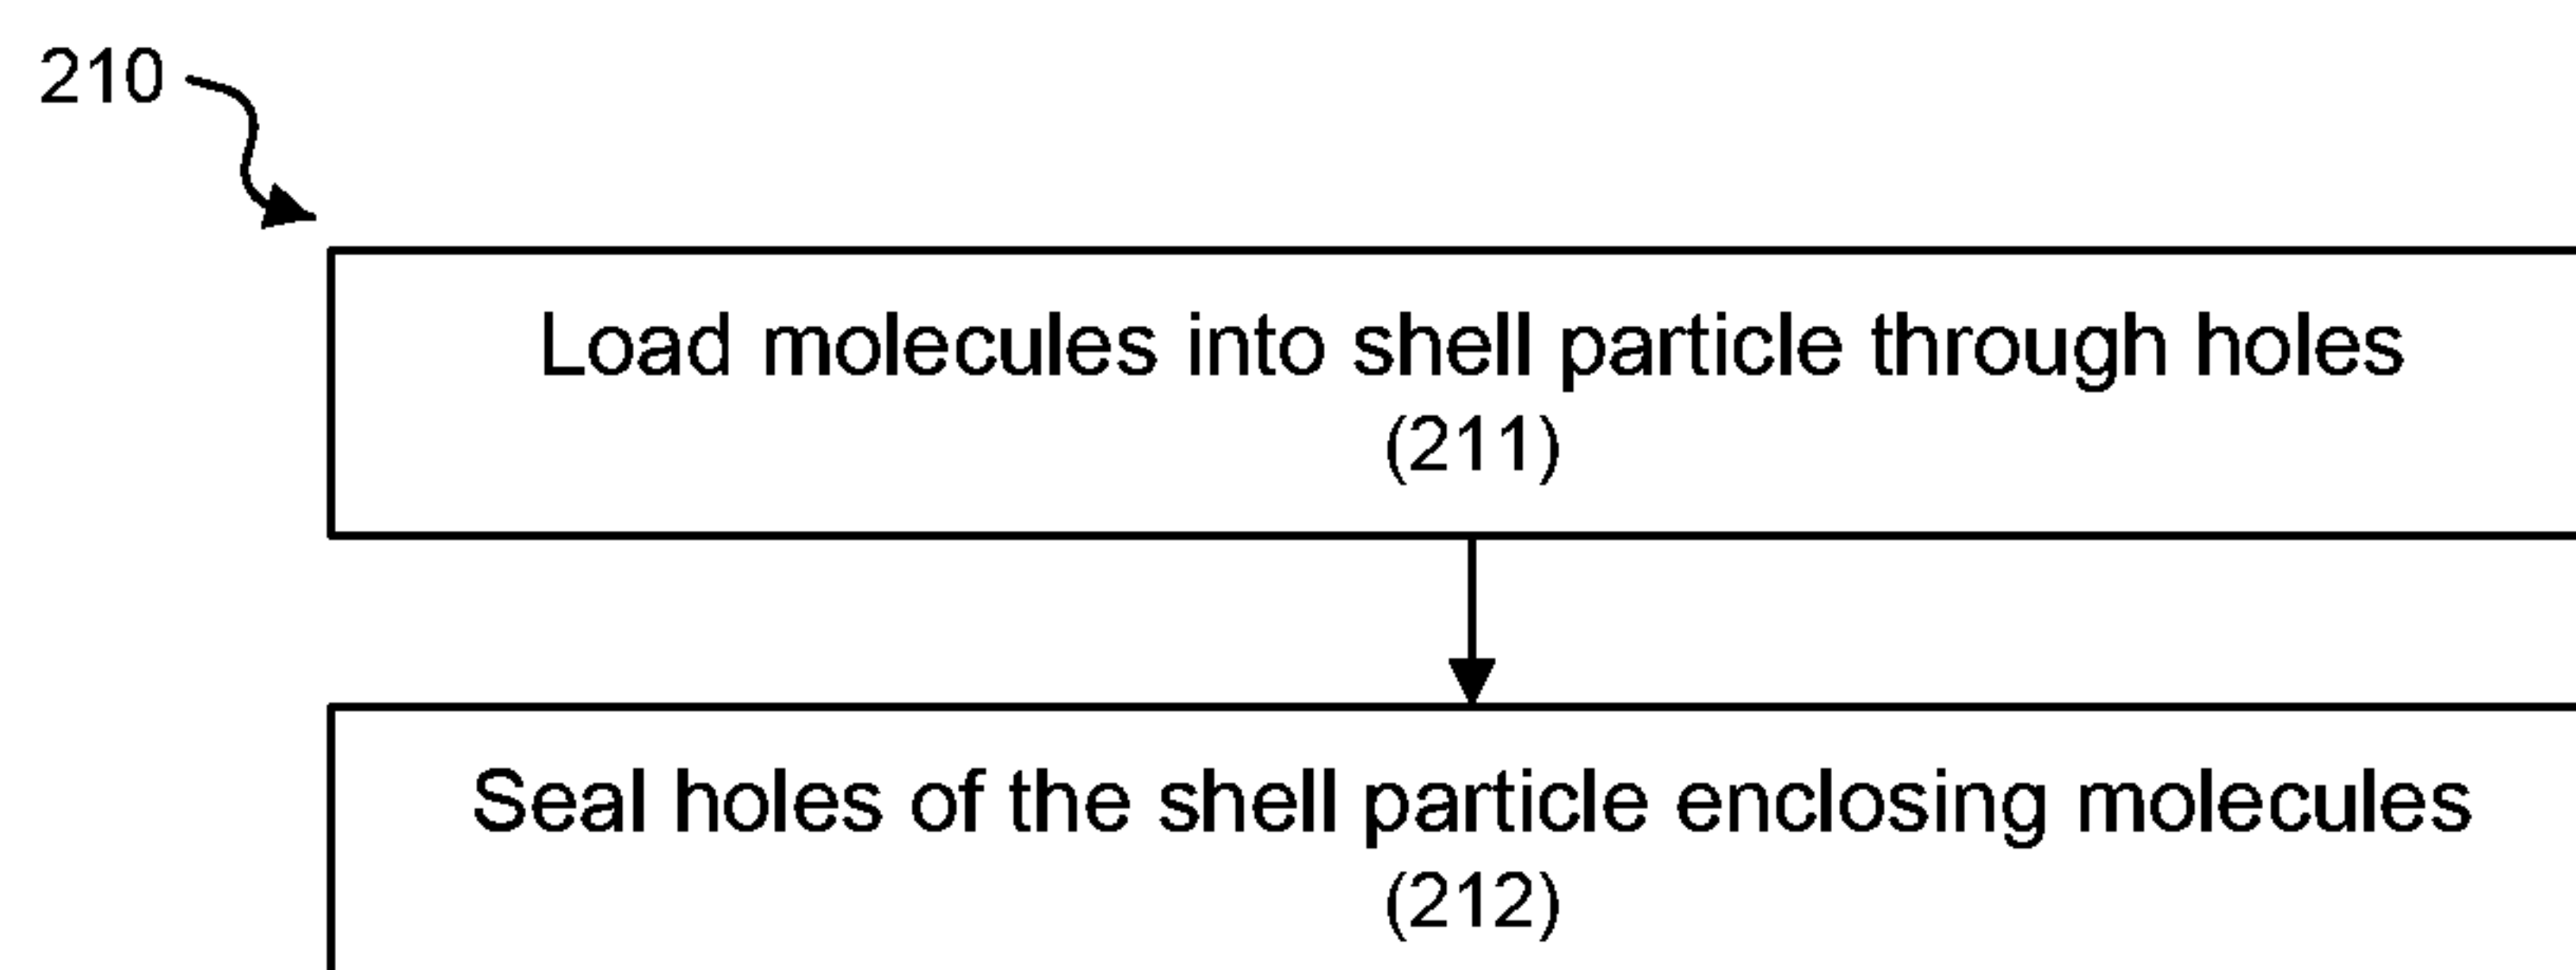 210
Load molecules into shell particle through holes
(211)
Seal holes of the shell particle enclosing molecules
(212)